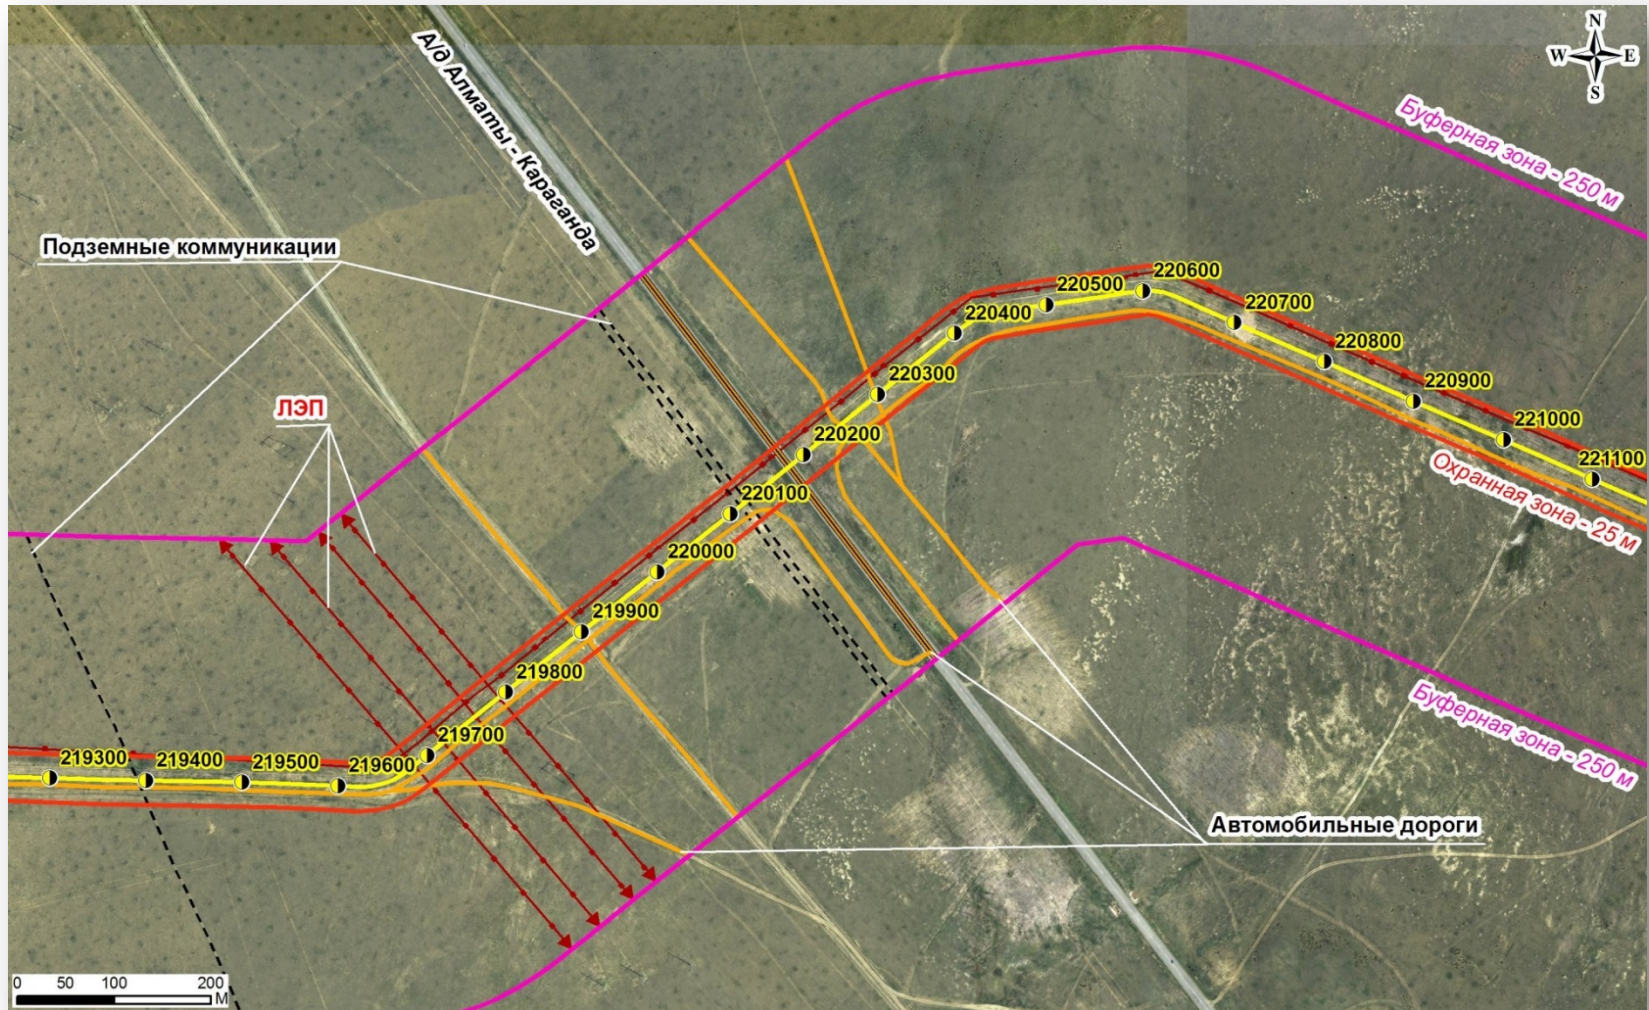 N
W E
S
А/д Алматы - Караганда
Буферная зона - 250 м
Подземные коммуникации
ЛЭП
220600
220500
220700
220400
220800
220300
220900
220200
221000
221100
Охранная зона - 25 м
220100
220000
219900
219800
219700
219300
219400
219500
219600
Буферная зона - 250 м
Автомобильные дороги
0 50 100 200
М